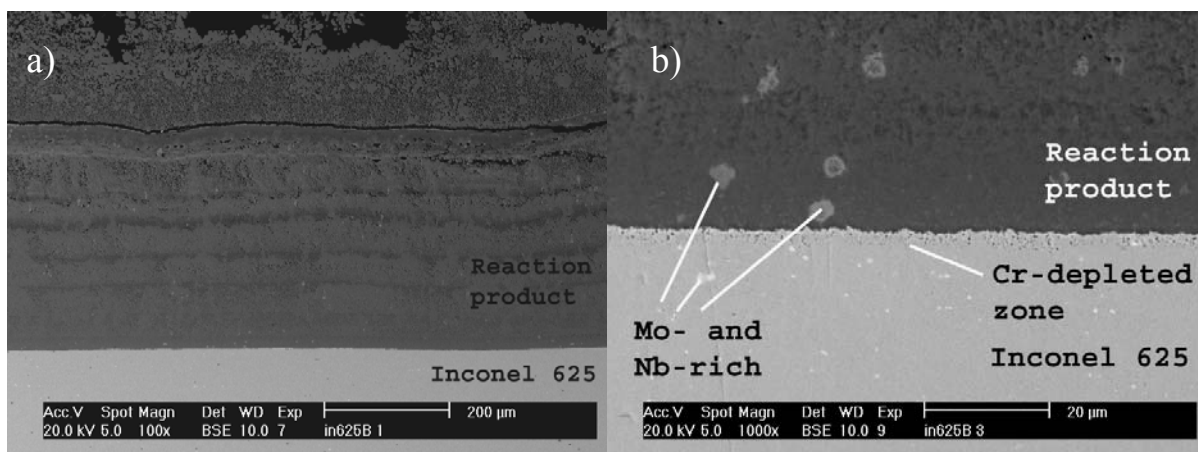 a)
Reaction
product
Inconel 625
Acc.V Spot Magn Det WD Exp 200 µm
20.0 kV 5.0 100x BSE 10.0 7 in625B 1
b)
Reaction
product
Cr-depleted
zone
Mo- and
Nb-rich
Inconel 625
Acc.V Spot Magn Det WD Exp 20 µm
20.0 kV 5.0 1000x BSE 10.0 9 in625B 3